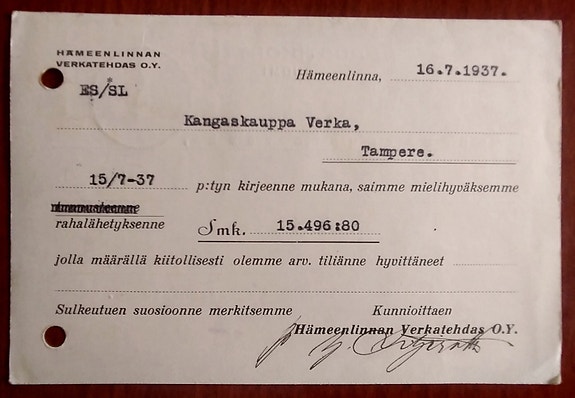 HÄMEENLINNAN
VERKATEHDAS O.Y.
ES/SL
Hämeenlinna, 16.7.1937.
Kangaskauppa Verka,
Tampere.
15/7-37 p:tyn kirjeenne mukana, saimme mielihyväksemme
rahalähetyksenne Smk. 15.496:80
jolla määrällä kiitollisesti olemme arv. tiliänne hyvittäneet
Sulkeutuen suosioonne merkitsemme Kunnioittaen
Hämeenlinnan Verkatehdas O.Y.